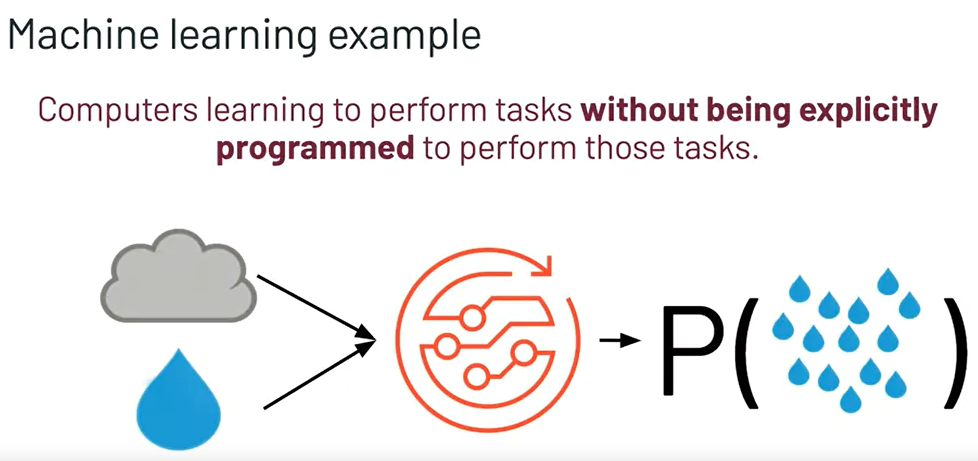 Machine learning example
Computers learning to perform tasks without being explicitly
programmed to perform those tasks.
P( )